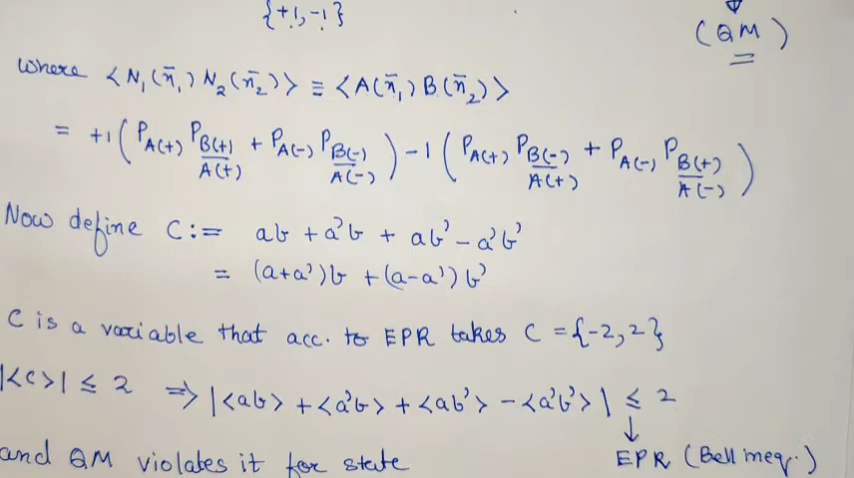 {+1,-1}
(QM)
where <N₁(n̄₁) N₂(n̄₂)> ≡ <A(n̄₁) B(n̄₂)>
= +1 ( P_A(+) P_B(+)/A(+) + P_A(-) P_B(-)/A(-) ) -1 ( P_A(+) P_B(-)/A(+) + P_A(-) P_B(+)/A(-) )
Now define C := ab + a'b + ab' - a'b'
= (a+a')b + (a-a')b'
C is a variable that acc. to EPR takes C = {-2,2}
|<c>| ≤ 2 ⇒ |<ab> + <a'b> + <ab'> - <a'b'>| ≤ 2
↓
and QM violates it for state EPR (Bell ineq.)